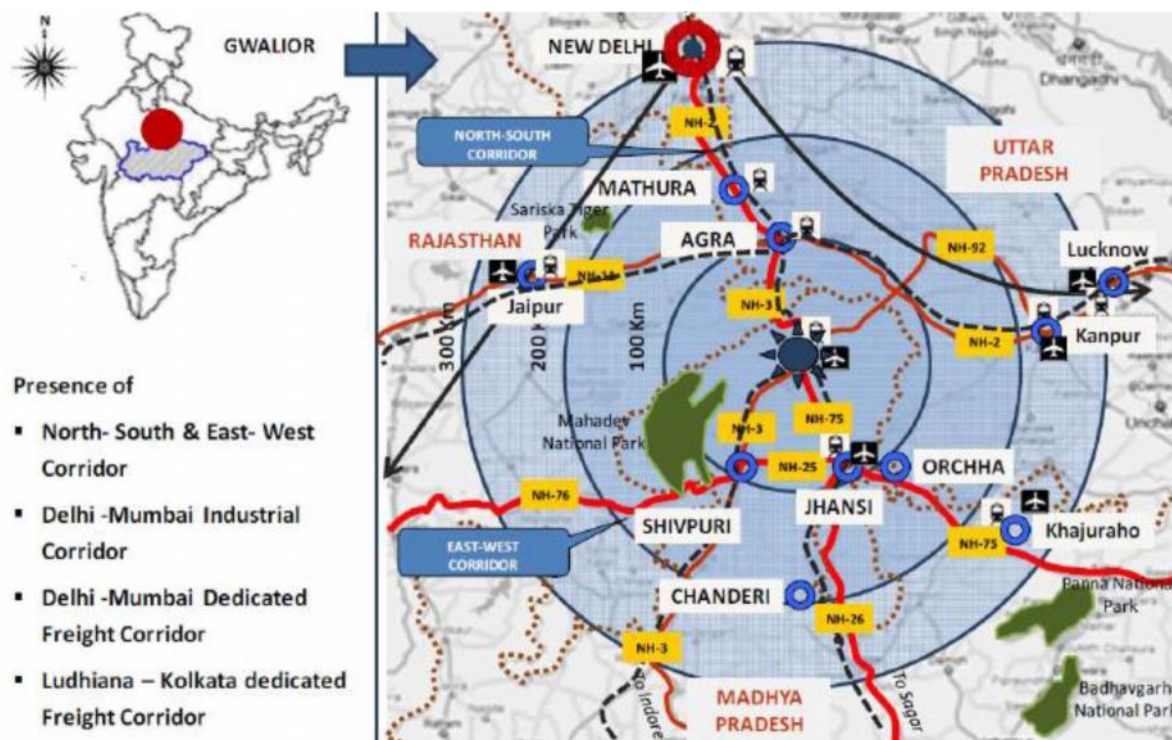 N
GWALIOR
Presence of
▪ North- South & East- West
Corridor
▪ Delhi -Mumbai Industrial
Corridor
▪ Delhi -Mumbai Dedicated
Freight Corridor
▪ Ludhiana – Kolkata dedicated
Freight Corridor
NEW DELHI
NH-2
NORTH-SOUTH
CORRIDOR
UTTAR
PRADESH
MATHURA
Sariska Tiger
Park
RAJASTHAN
AGRA
NH-92
Lucknow
Jaipur
NH-3
300 Km
200 K
100 Km
NH-2
Kanpur
Mahadev
National Park
NH-3
NH-75
NH-25
ORCHHA
NH-76
SHIVPURI
JHANSI
Khajuraho
EAST-WEST
CORRIDOR
NH-75
CHANDERI
Panna National
Park
NH-26
NH-3
To Indore
MADHYA
PRADESH
To Sagar
Badhavgarh
National Park